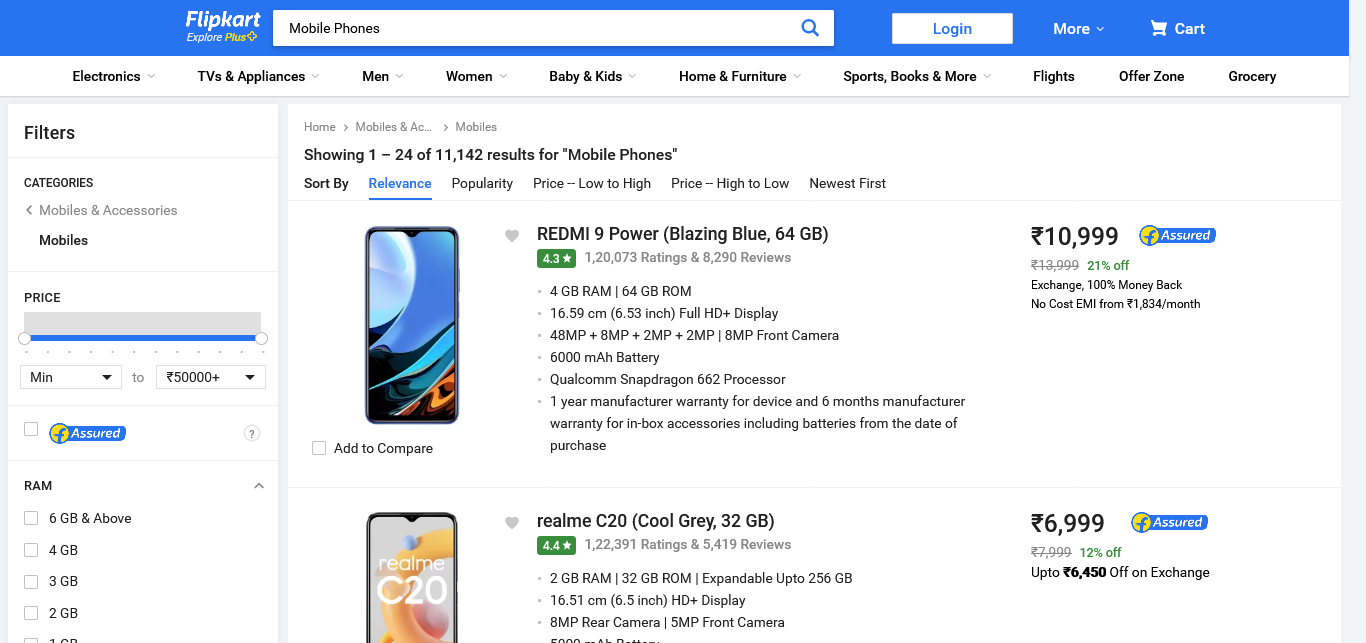 Flipkart
Explore Plus
Mobile Phones
Login
More
Cart
Electronics
TVs & Appliances
Men
Women
Baby & Kids
Home & Furniture
Sports, Books & More
Flights
Offer Zone
Grocery
Filters
CATEGORIES
Mobiles & Accessories
Mobiles
PRICE
Min
to
₹50000+
Assured
?
RAM
6 GB & Above
4 GB
3 GB
2 GB
1 GB
Home
Mobiles & Ac...
Mobiles
Showing 1 – 24 of 11,142 results for "Mobile Phones"
Sort By
Relevance
Popularity
Price -- Low to High
Price -- High to Low
Newest First
Add to Compare
REDMI 9 Power (Blazing Blue, 64 GB)
4.3
1,20,073 Ratings & 8,290 Reviews
4 GB RAM | 64 GB ROM
16.59 cm (6.53 inch) Full HD+ Display
48MP + 8MP + 2MP + 2MP | 8MP Front Camera
6000 mAh Battery
Qualcomm Snapdragon 662 Processor
1 year manufacturer warranty for device and 6 months manufacturer
warranty for in-box accessories including batteries from the date of
purchase
₹10,999
Assured
₹13,999 21% off
Exchange, 100% Money Back
No Cost EMI from ₹1,834/month
realme
C20
realme C20 (Cool Grey, 32 GB)
4.4
1,22,391 Ratings & 5,419 Reviews
2 GB RAM | 32 GB ROM | Expandable Upto 256 GB
16.51 cm (6.5 inch) HD+ Display
8MP Rear Camera | 5MP Front Camera
5000 mAh Battery
₹6,999
Assured
₹7,999 12% off
Upto ₹6,450 Off on Exchange